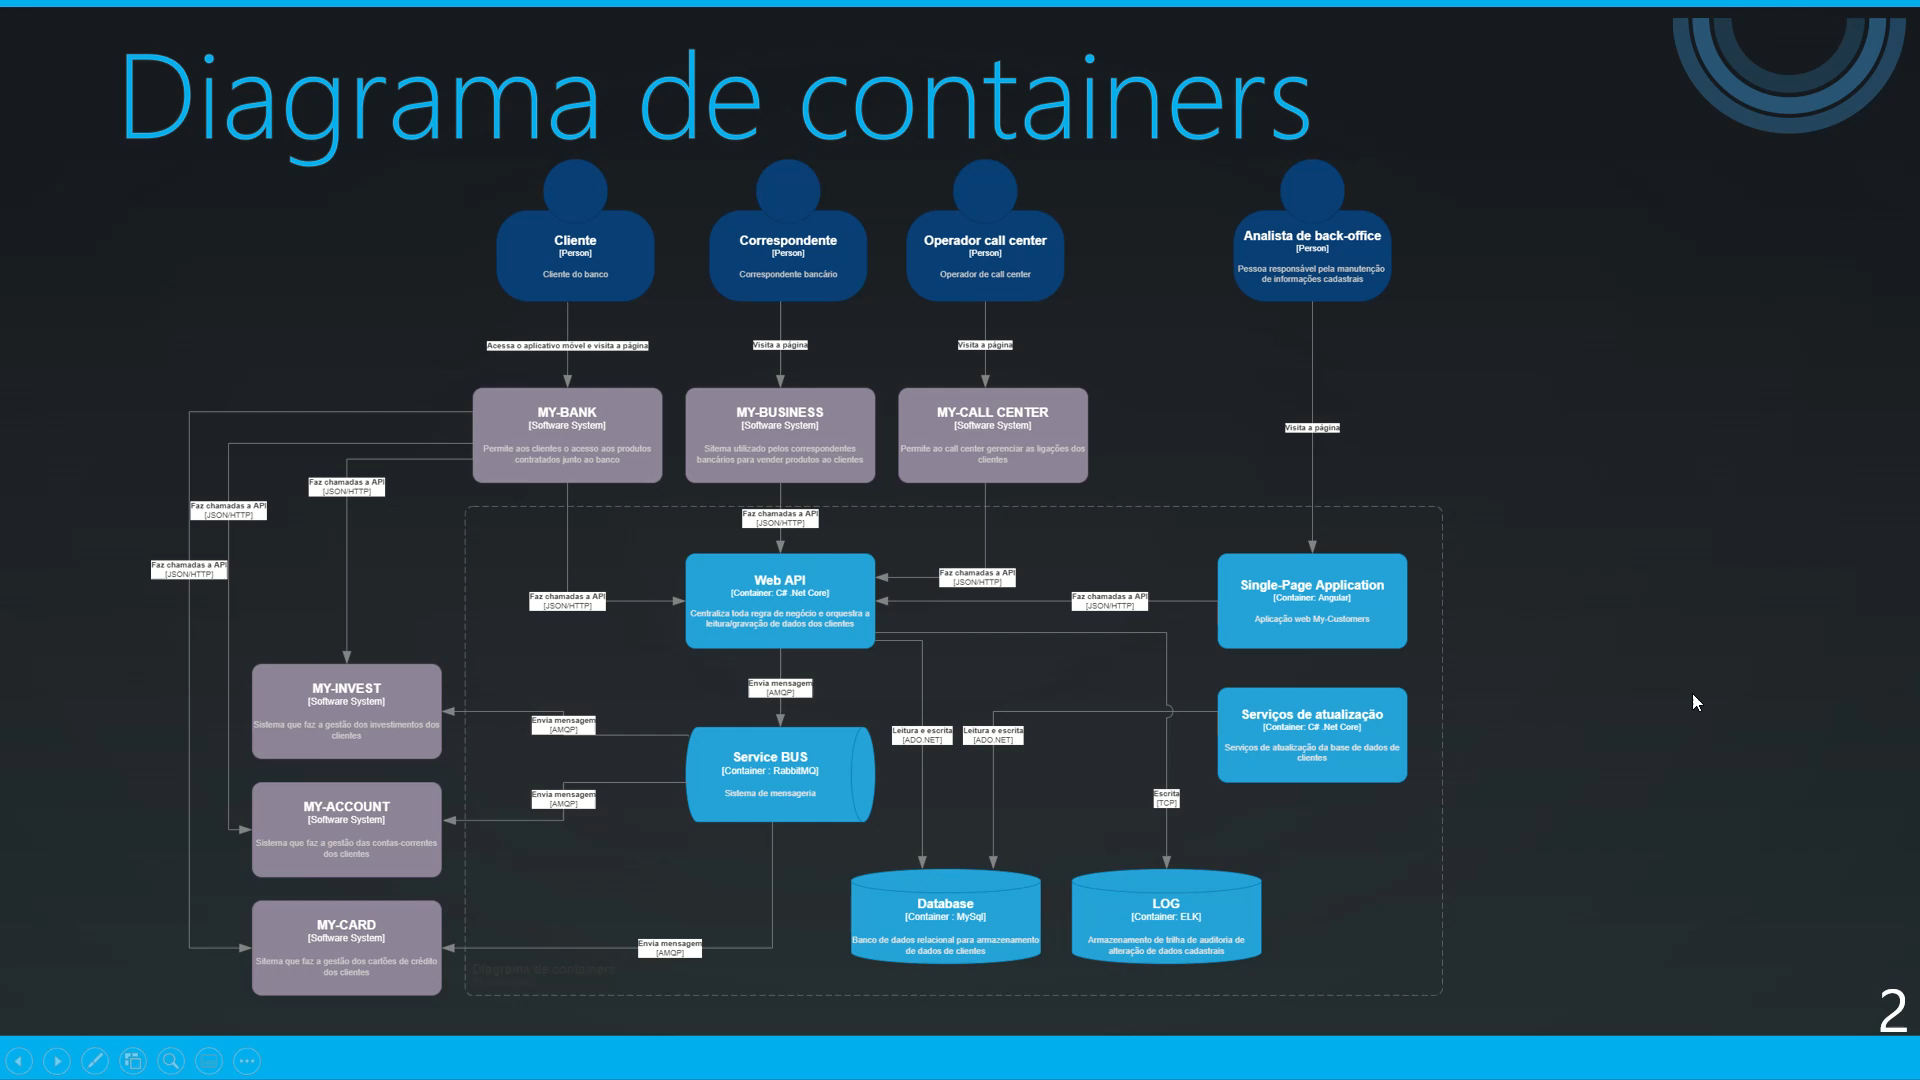 Diagrama de containers
Cliente
[Person]
Cliente do banco
Correspondente
[Person]
Correspondente bancário
Operador call center
[Person]
Operador de call center
Analista de back-office
[Person]
Pessoa responsável pela manutenção
de informações cadastrais
Acessa o aplicativo móvel e visita a página
Visita a página
Visita a página
Visita a página
MY-BANK
[Software System]
Permite aos clientes o acesso aos produtos
contratados junto ao banco
MY-BUSINESS
[Software System]
Sitema utilizado pelos correspondentes
bancários para vender produtos ao clientes
MY-CALL CENTER
[Software System]
Permite ao call center gerenciar as ligações dos
clientes
Faz chamadas a API
[JSON/HTTP]
Faz chamadas a API
[JSON/HTTP]
Faz chamadas a API
[JSON/HTTP]
Faz chamadas a API
[JSON/HTTP]
Faz chamadas a API
[JSON/HTTP]
Faz chamadas a API
[JSON/HTTP]
Faz chamadas a API
[JSON/HTTP]
Web API
[Container: C# .Net Core]
Centraliza toda regra de negócio e orquestra a
leitura/gravação de dados dos clientes
Single-Page Application
[Container: Angular]
Aplicação web My-Customers
MY-INVEST
[Software System]
Sistema que faz a gestão dos investimentos dos
clientes
Envia mensagem
[AMQP]
Envia mensagem
[AMQP]
Service BUS
[Container : RabbitMQ]
Sistema de mensageria
Leitura e escrita
[ADO.NET]
Leitura e escrita
[ADO.NET]
Serviços de atualização
[Container: C# .Net Core]
Serviços de atualização da base de dados de
clientes
MY-ACCOUNT
[Software System]
Sistema que faz a gestão das contas-correntes
dos clientes
Envia mensagem
[AMQP]
Escrita
[TCP]
MY-CARD
[Software System]
Sitema que faz a gestão dos cartões de crédito
dos clientes
Envia mensagem
[AMQP]
Database
[Container : MySql]
Banco de dados relacional para armazenamento
de dados de clientes
LOG
[Container: ELK]
Armazenamento de trilha de auditoria de
alteração de dados cadastrais
Diagrama de containers
2